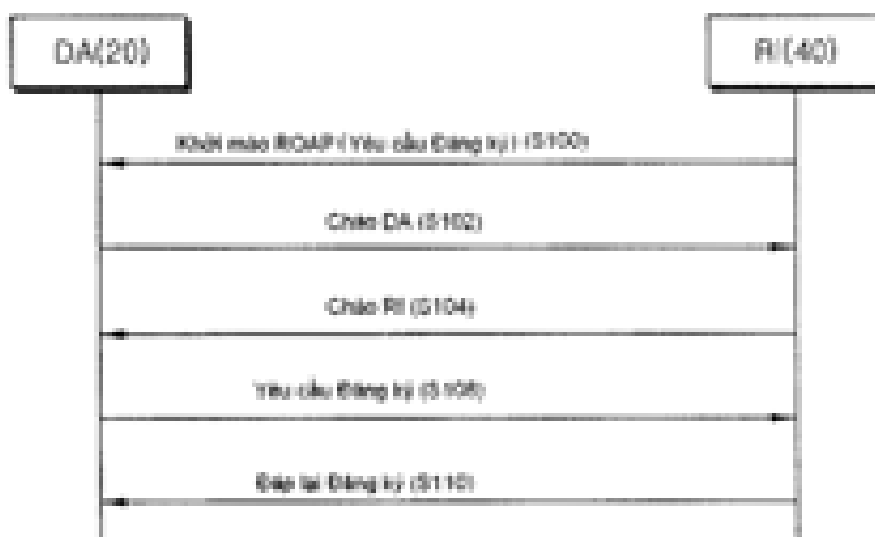 DA(20)
RI(40)
Khởi mào ROAP (Yêu cầu Đăng ký) (S100)
Chào DA (S102)
Chào RI (S104)
Yêu cầu Đăng ký (S108)
Đáp lại Đăng ký (S110)